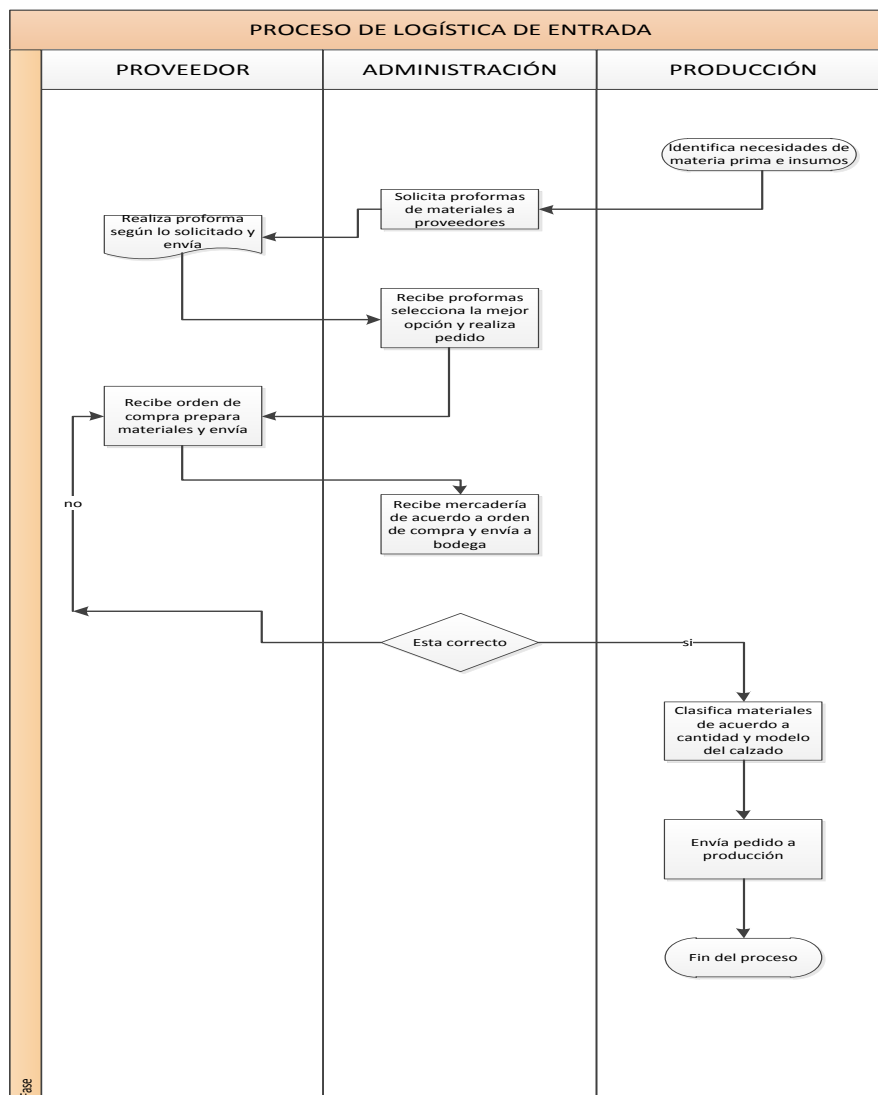 PROCESO DE LOGÍSTICA DE ENTRADA
PROVEEDOR
ADMINISTRACIÓN
PRODUCCIÓN
Identifica necesidades de
materia prima e insumos
Solicita proformas
de materiales a
proveedores
Realiza proforma
según lo solicitado y
envía
Recibe proformas
selecciona la mejor
opción y realiza
pedido
Recibe orden de
compra prepara
materiales y envía
no
Recibe mercadería
de acuerdo a orden
de compra y envía a
bodega
Esta correcto
si
Clasifica materiales
de acuerdo a
cantidad y modelo
del calzado
Envía pedido a
producción
Fin del proceso
Fase